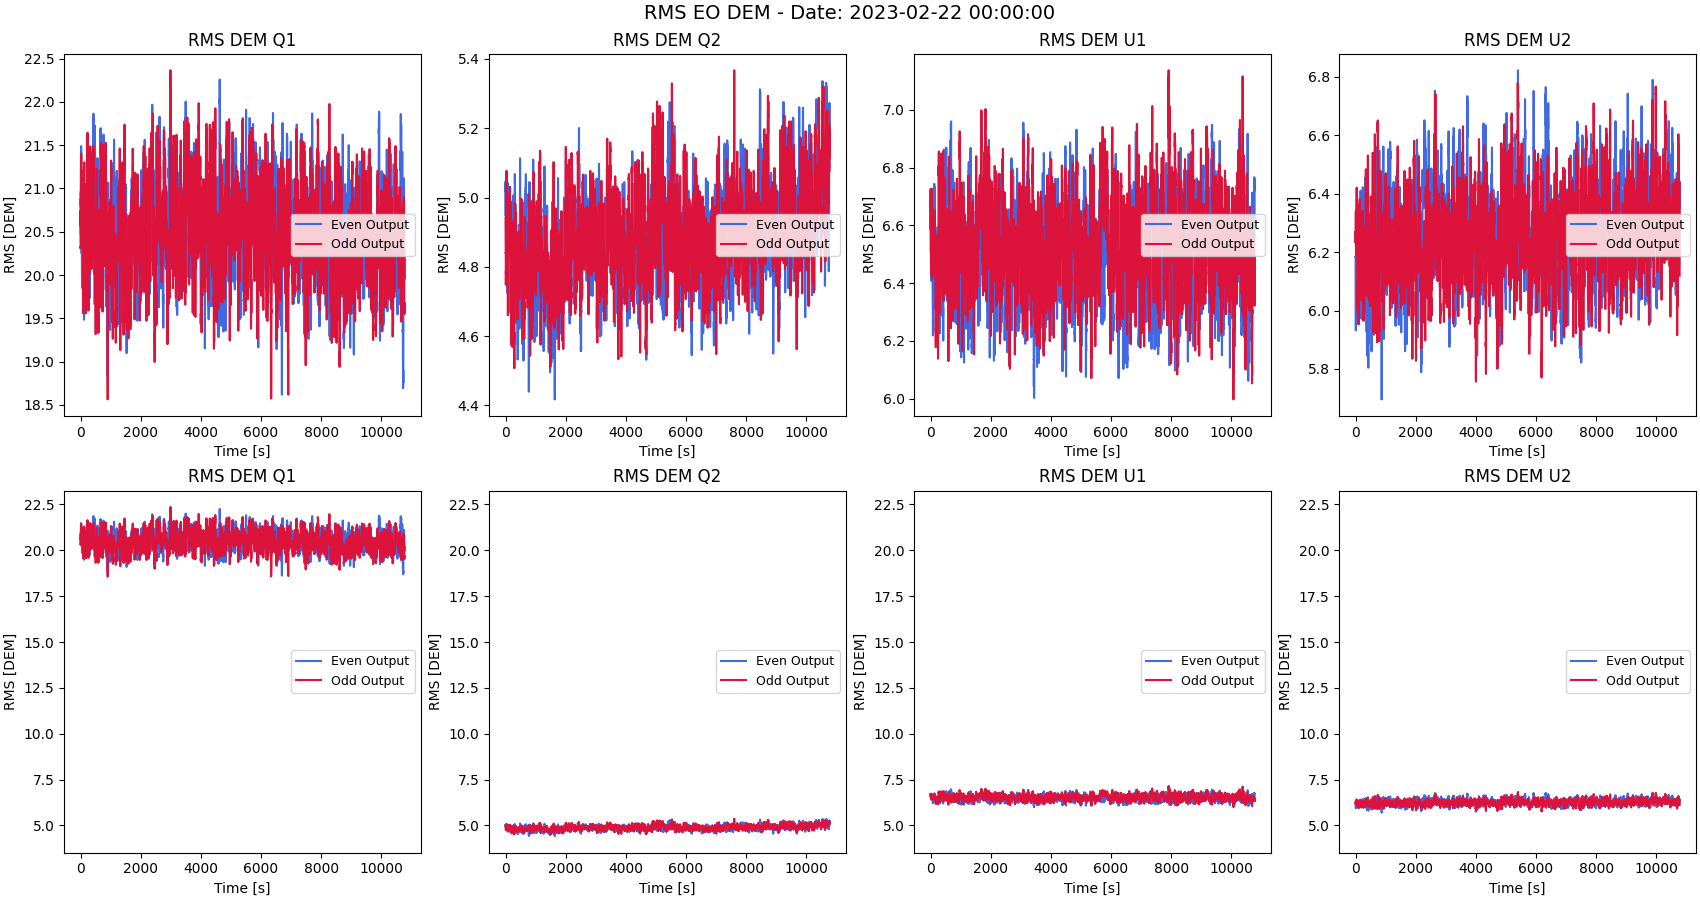 RMS EO DEM - Date: 2023-02-22 00:00:00
RMS DEM Q1
RMS [DEM]
22.5
22.0
21.5
21.0
20.5
20.0
19.5
19.0
18.5
Even Output
Odd Output
0 2000 4000 6000 8000 10000
Time [s]
RMS DEM Q2
RMS [DEM]
5.4
5.2
5.0
4.8
4.6
4.4
Even Output
Odd Output
0 2000 4000 6000 8000 10000
Time [s]
RMS DEM U1
RMS [DEM]
7.0
6.8
6.6
6.4
6.2
6.0
Even Output
Odd Output
0 2000 4000 6000 8000 10000
Time [s]
RMS DEM U2
RMS [DEM]
6.8
6.6
6.4
6.2
6.0
5.8
Even Output
Odd Output
0 2000 4000 6000 8000 10000
Time [s]
RMS DEM Q1
RMS [DEM]
22.5
20.0
17.5
15.0
12.5
10.0
7.5
5.0
Even Output
Odd Output
0 2000 4000 6000 8000 10000
Time [s]
RMS DEM Q2
RMS [DEM]
22.5
20.0
17.5
15.0
12.5
10.0
7.5
5.0
Even Output
Odd Output
0 2000 4000 6000 8000 10000
Time [s]
RMS DEM U1
RMS [DEM]
22.5
20.0
17.5
15.0
12.5
10.0
7.5
5.0
Even Output
Odd Output
0 2000 4000 6000 8000 10000
Time [s]
RMS DEM U2
RMS [DEM]
22.5
20.0
17.5
15.0
12.5
10.0
7.5
5.0
Even Output
Odd Output
0 2000 4000 6000 8000 10000
Time [s]